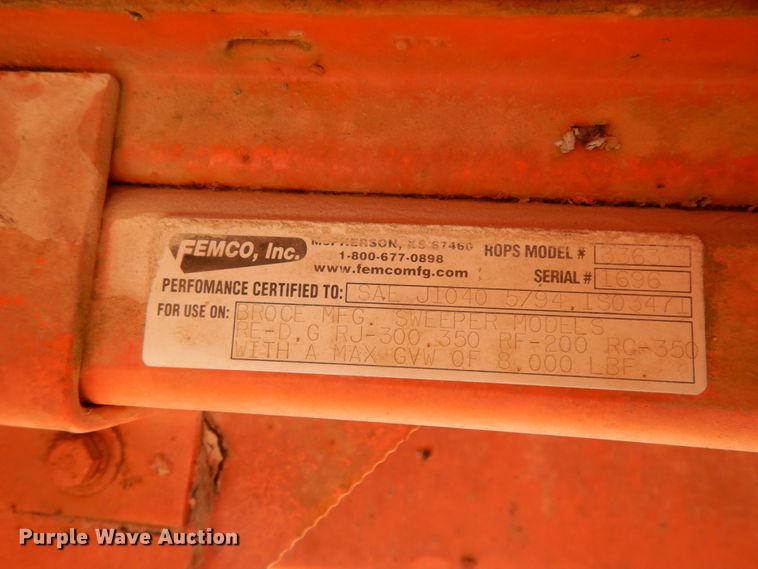 FEMCO, Inc.
McPHERSON, KS 67460
1-800-677-0898
www.femcomfg.com
ROPS MODEL # 33637
SERIAL # 1696
PERFOMANCE CERTIFIED TO: SAE J1040 5/94, ISO3471
FOR USE ON: BROCE MFG. SWEEPER MODELS
RE-D,G RJ-300,350 RF-200 RC-350
WITH A MAX GVW OF 8,000 LBF.
Purple Wave Auction